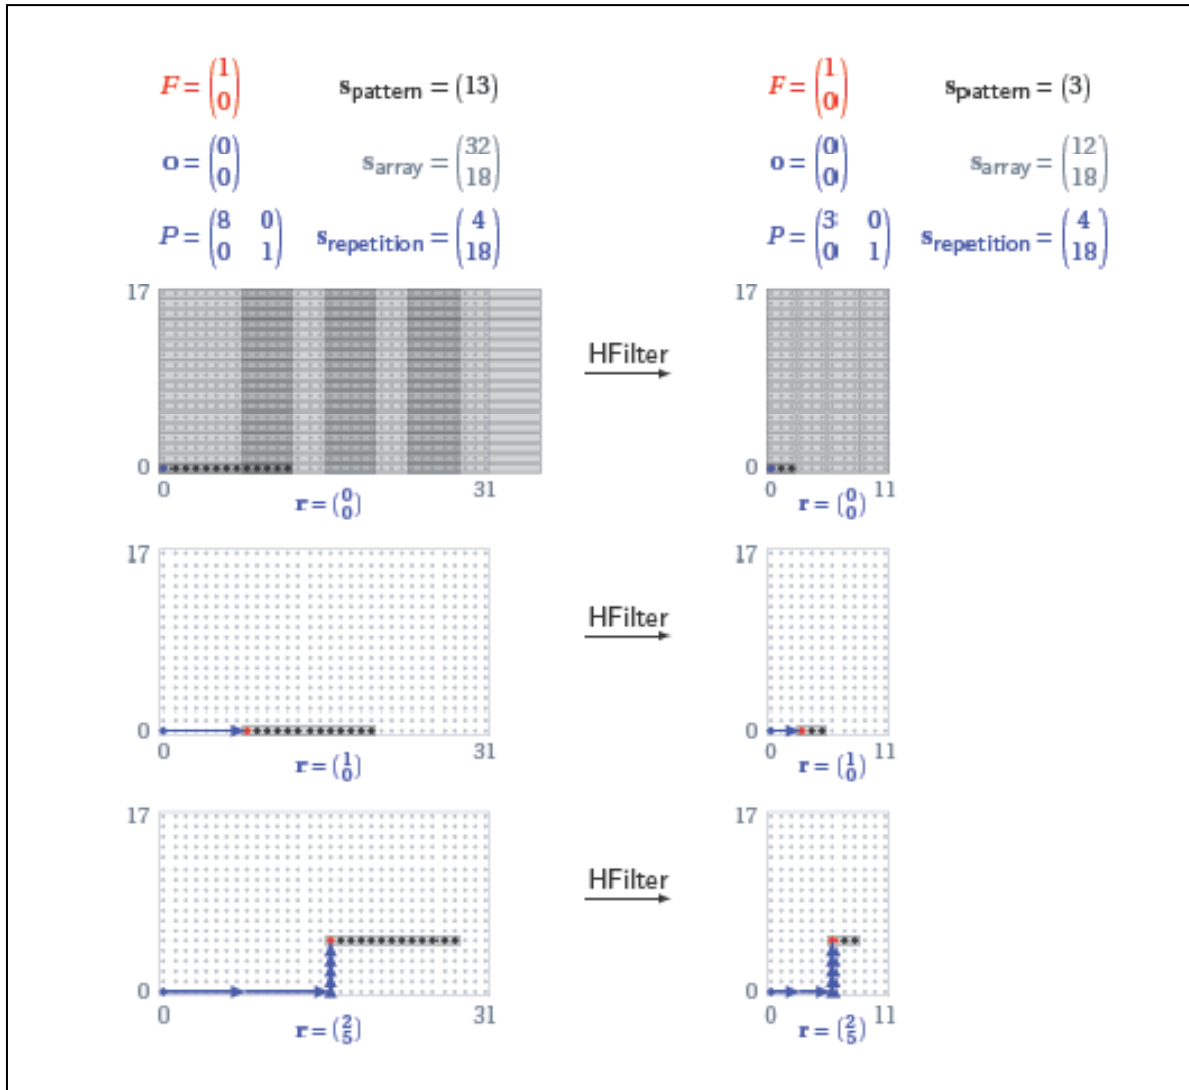 F = (1 0) s_pattern = (13) F = (1 0) s_pattern = (3)
o = (0 0) s_array = (32 18) o = (0 0) s_array = (12 18)
P = (8 0 0 1) s_repetition = (4 18) P = (3 0 0 1) s_repetition = (4 18)
17 17
HFilter
0 0
0 31 0 11
r = (0 0) r = (0 0)
17 17
HFilter
0 0
0 31 0 11
r = (1 0) r = (1 0)
17 17
HFilter
0 0
0 31 0 11
r = (2 5) r = (2 5)